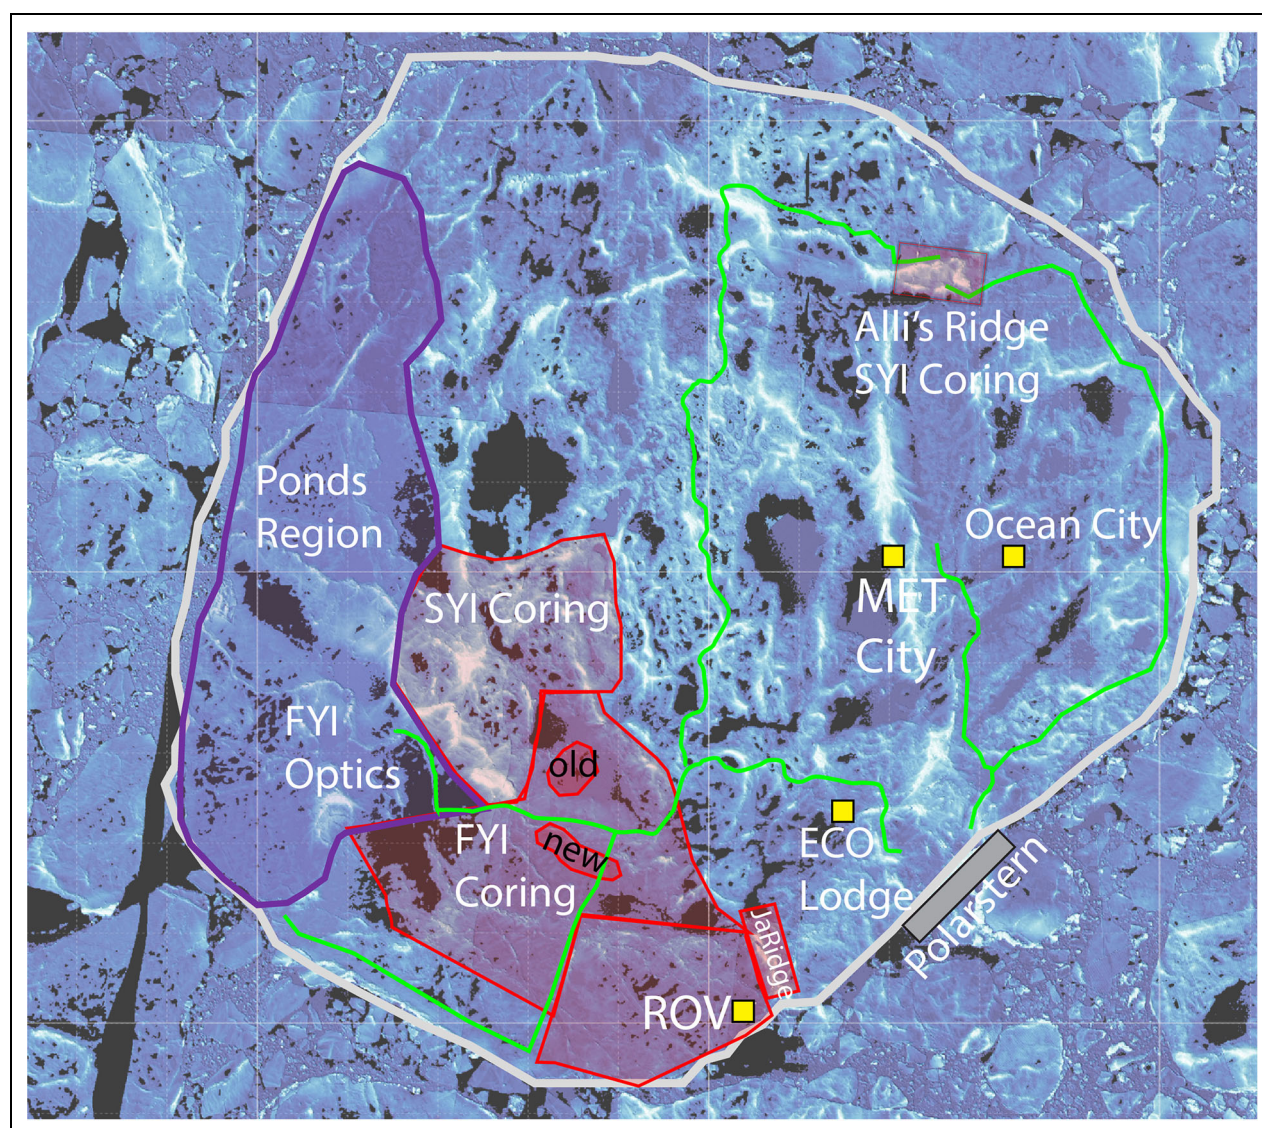 Alli's Ridge
SYI Coring
Ponds
Region
Ocean City
MET
City
SYI Coring
FYI
Optics
old
FYI
Coring
new
ECO
Lodge
Polarstern
JaRidge
ROV